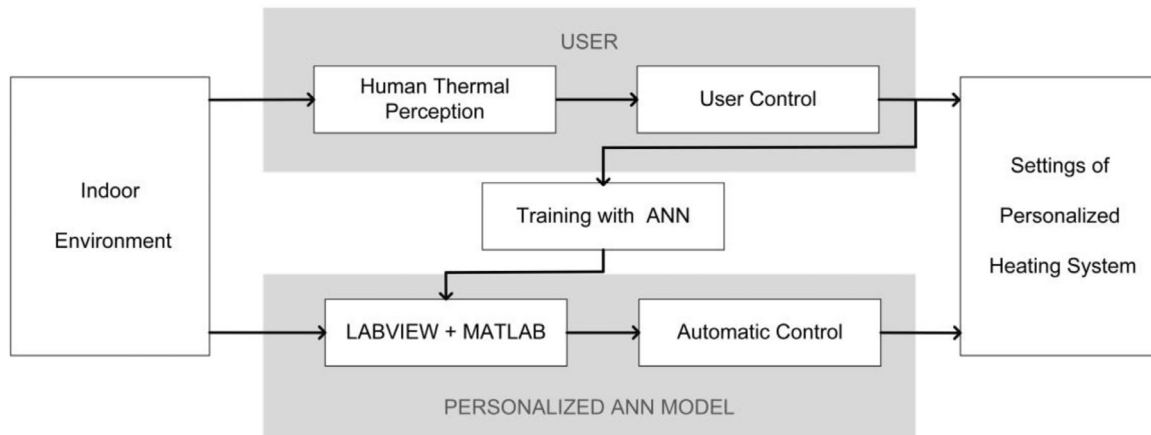 USER
Human Thermal
Perception
User Control
Indoor
Environment
Training with ANN
Settings of
Personalized
Heating System
LABVIEW + MATLAB
Automatic Control
PERSONALIZED ANN MODEL